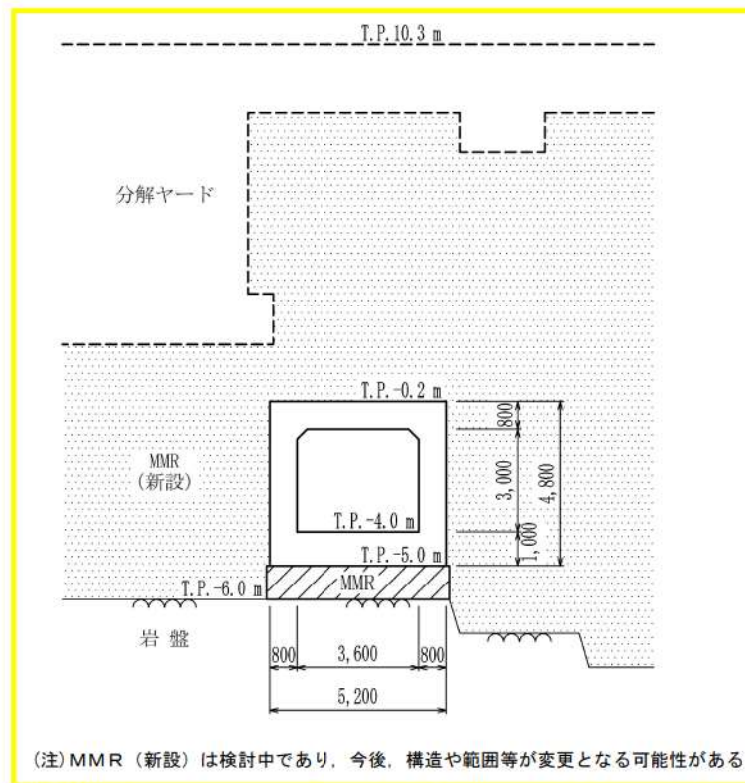 T.P.10.3 m
分解ヤード
T.P.-0.2 m
800
3,000
4,800
MMR
(新設)
T.P.-4.0 m
1,000
T.P.-5.0 m
MMR
T.P.-6.0 m
岩盤
800
3,600
800
5,200
(注)MMR(新設)は検討中であり,今後,構造や範囲等が変更となる可能性がある